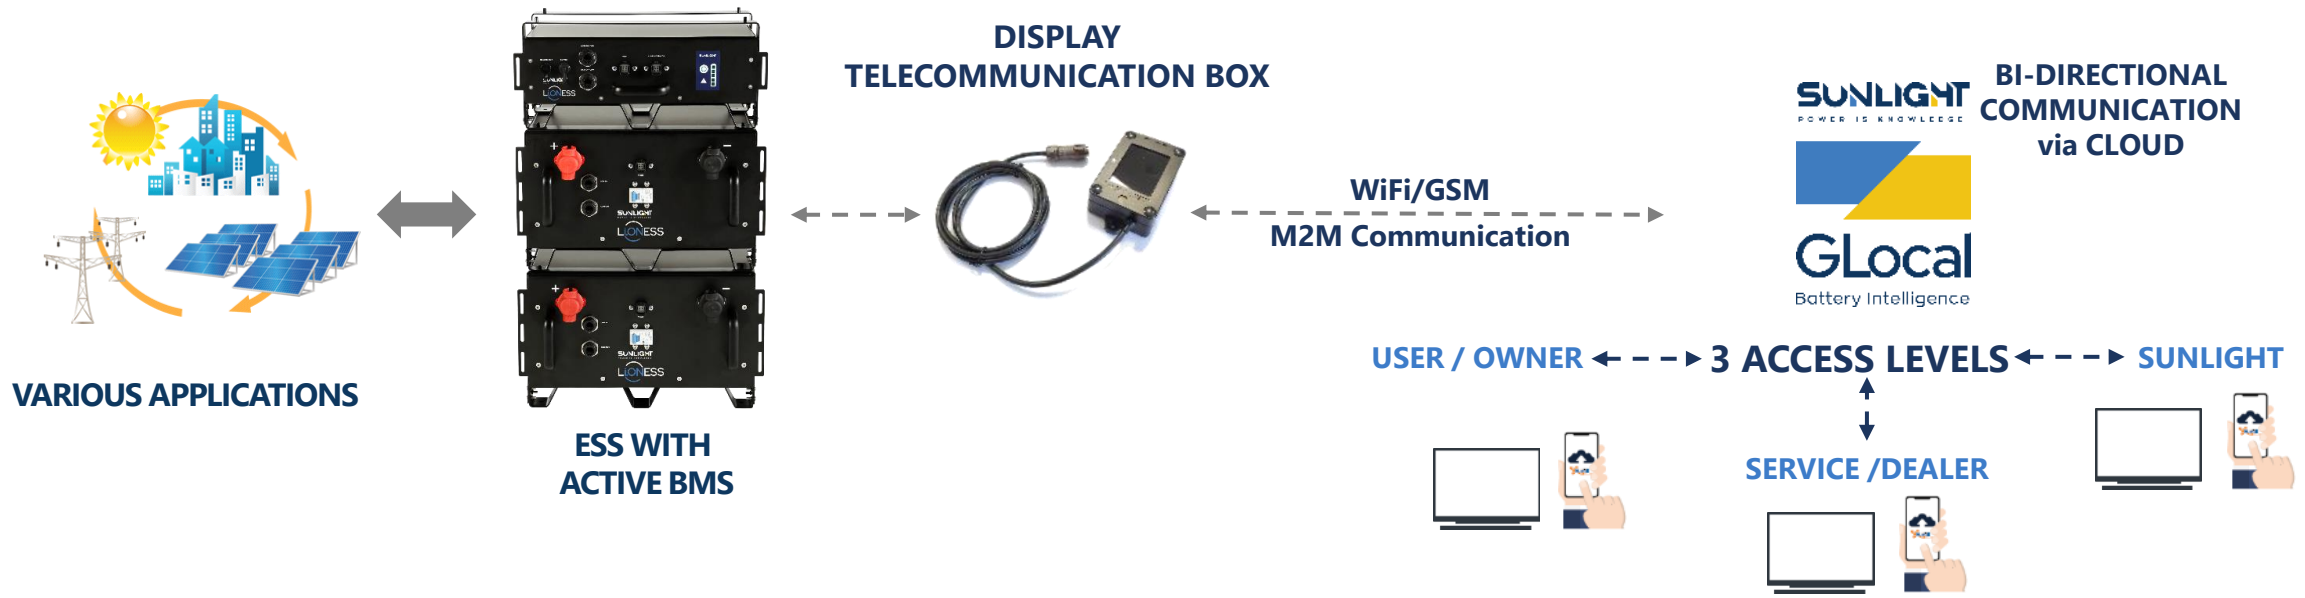 VARIOUS APPLICATIONS
SUNLIGHT
LiONESS
+
−
SUNLIGHT
LiONESS
+
−
SUNLIGHT
LiONESS
ESS WITH
ACTIVE BMS
DISPLAY
TELECOMMUNICATION BOX
WiFi/GSM
M2M Communication
SUNLIGHT
POWER IS KNOWLEDGE
BI-DIRECTIONAL
COMMUNICATION
via CLOUD
GLocal
Battery Intelligence
USER / OWNER
3 ACCESS LEVELS
SUNLIGHT
SERVICE /DEALER